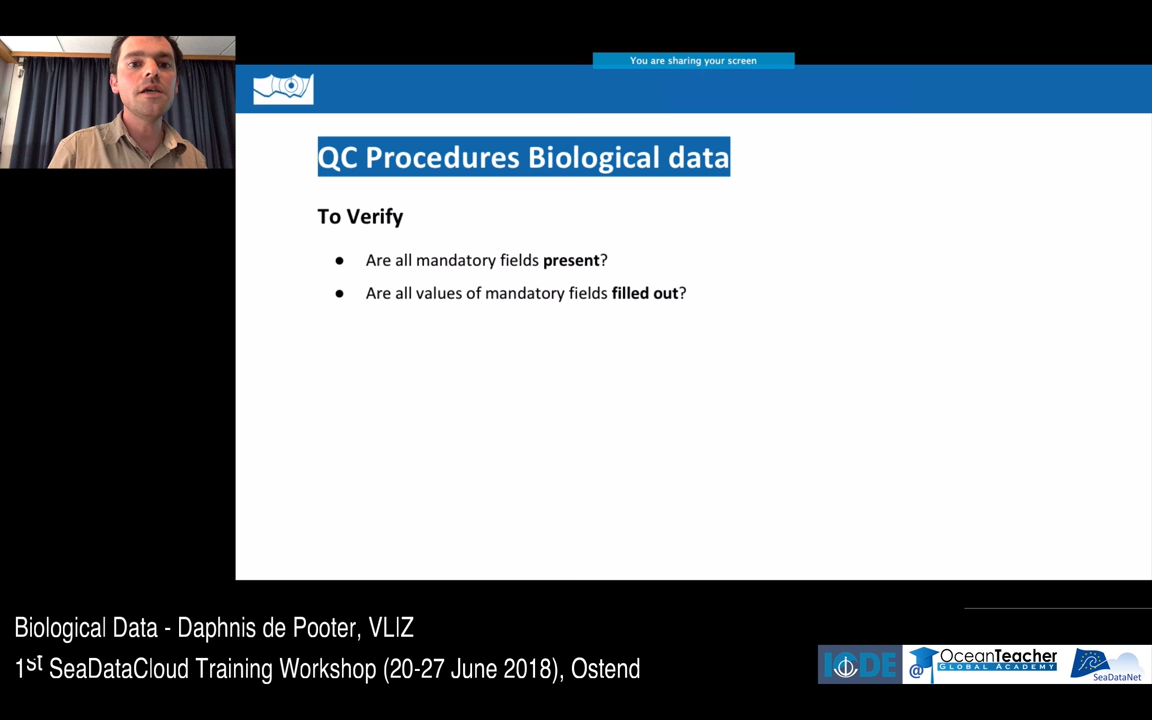 You are sharing your screen
QC Procedures Biological data
To Verify
● Are all mandatory fields present?
● Are all values of mandatory fields filled out?
Biological Data - Daphnis de Pooter, VLIZ
1st SeaDataCloud Training Workshop (20-27 June 2018), Ostend
IODE
@ OceanTeacher
GLOBAL ACADEMY
SeaDataNet